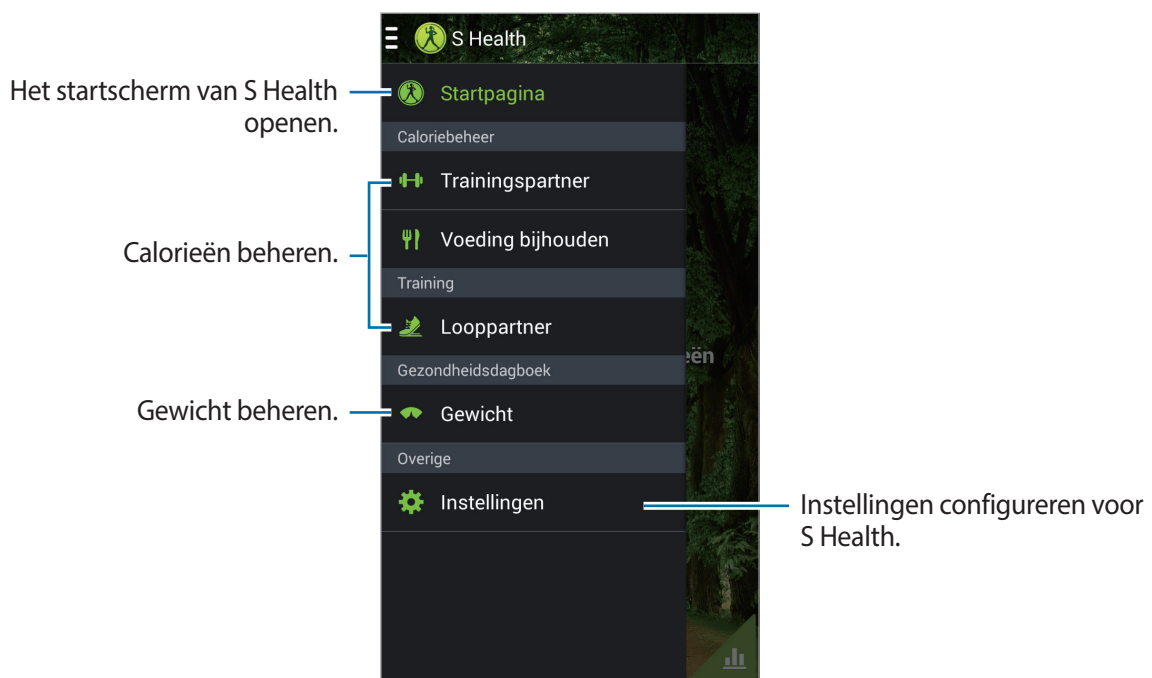 S Health
Het startscherm van S Health
openen.
Startpagina
Caloriebeheer
Trainingspartner
Voeding bijhouden
Calorieën beheren.
Training
Looppartner
eën
Gezondheidsdagboek
Gewicht beheren.
Gewicht
Overige
Instellingen
Instellingen configureren voor
S Health.